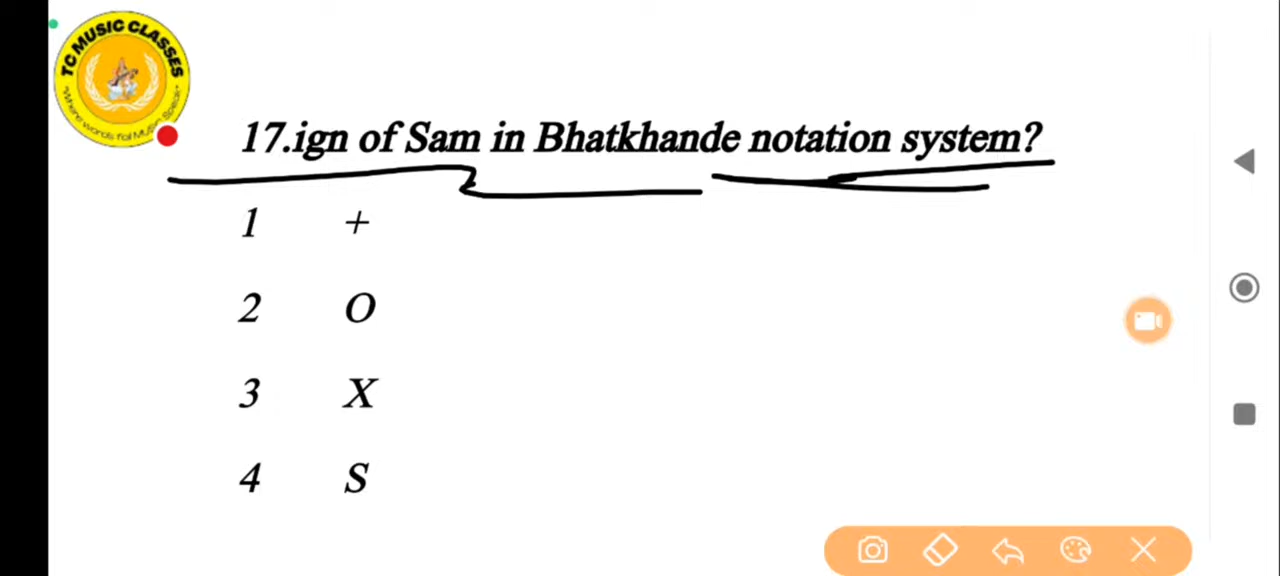 TC MUSIC CLASSES
17.ign of Sam in Bhatkhande notation system?
1 +
2 O
3 X
4 S